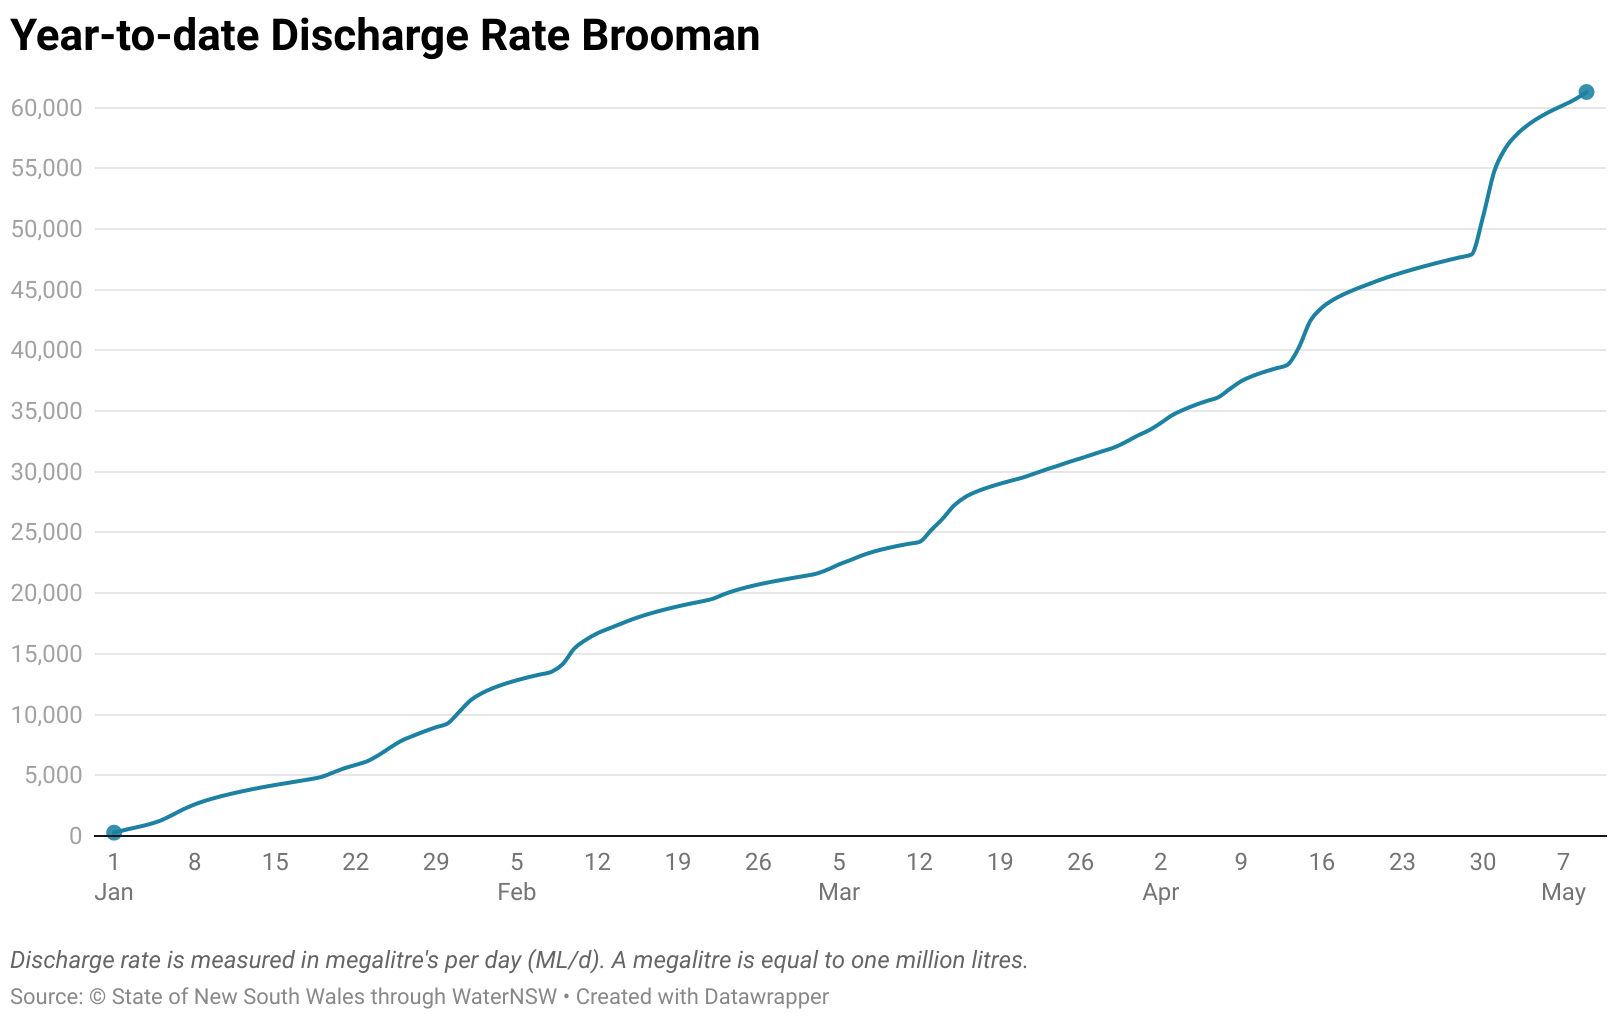 Year-to-date Discharge Rate Brooman
60,000
55,000
50,000
45,000
40,000
35,000
30,000
25,000
20,000
15,000
10,000
5,000
0
1 8 15 22 29 5 12 19 26 5 12 19 26 2 9 16 23 30 7
Jan Feb Mar Apr May
Discharge rate is measured in megalitre's per day (ML/d). A megalitre is equal to one million litres.
Source: © State of New South Wales through WaterNSW • Created with Datawrapper